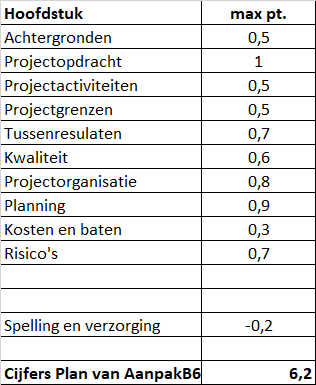 Hoofdstuk max pt.
Achtergronden 0,5
Projectopdracht 1
Projectactiviteiten 0,5
Projectgrenzen 0,5
Tussenresulaten 0,7
Kwaliteit 0,6
Projectorganisatie 0,8
Planning 0,9
Kosten en baten 0,3
Risico's 0,7
Spelling en verzorging -0,2
Cijfers Plan van AanpakB6 6,2